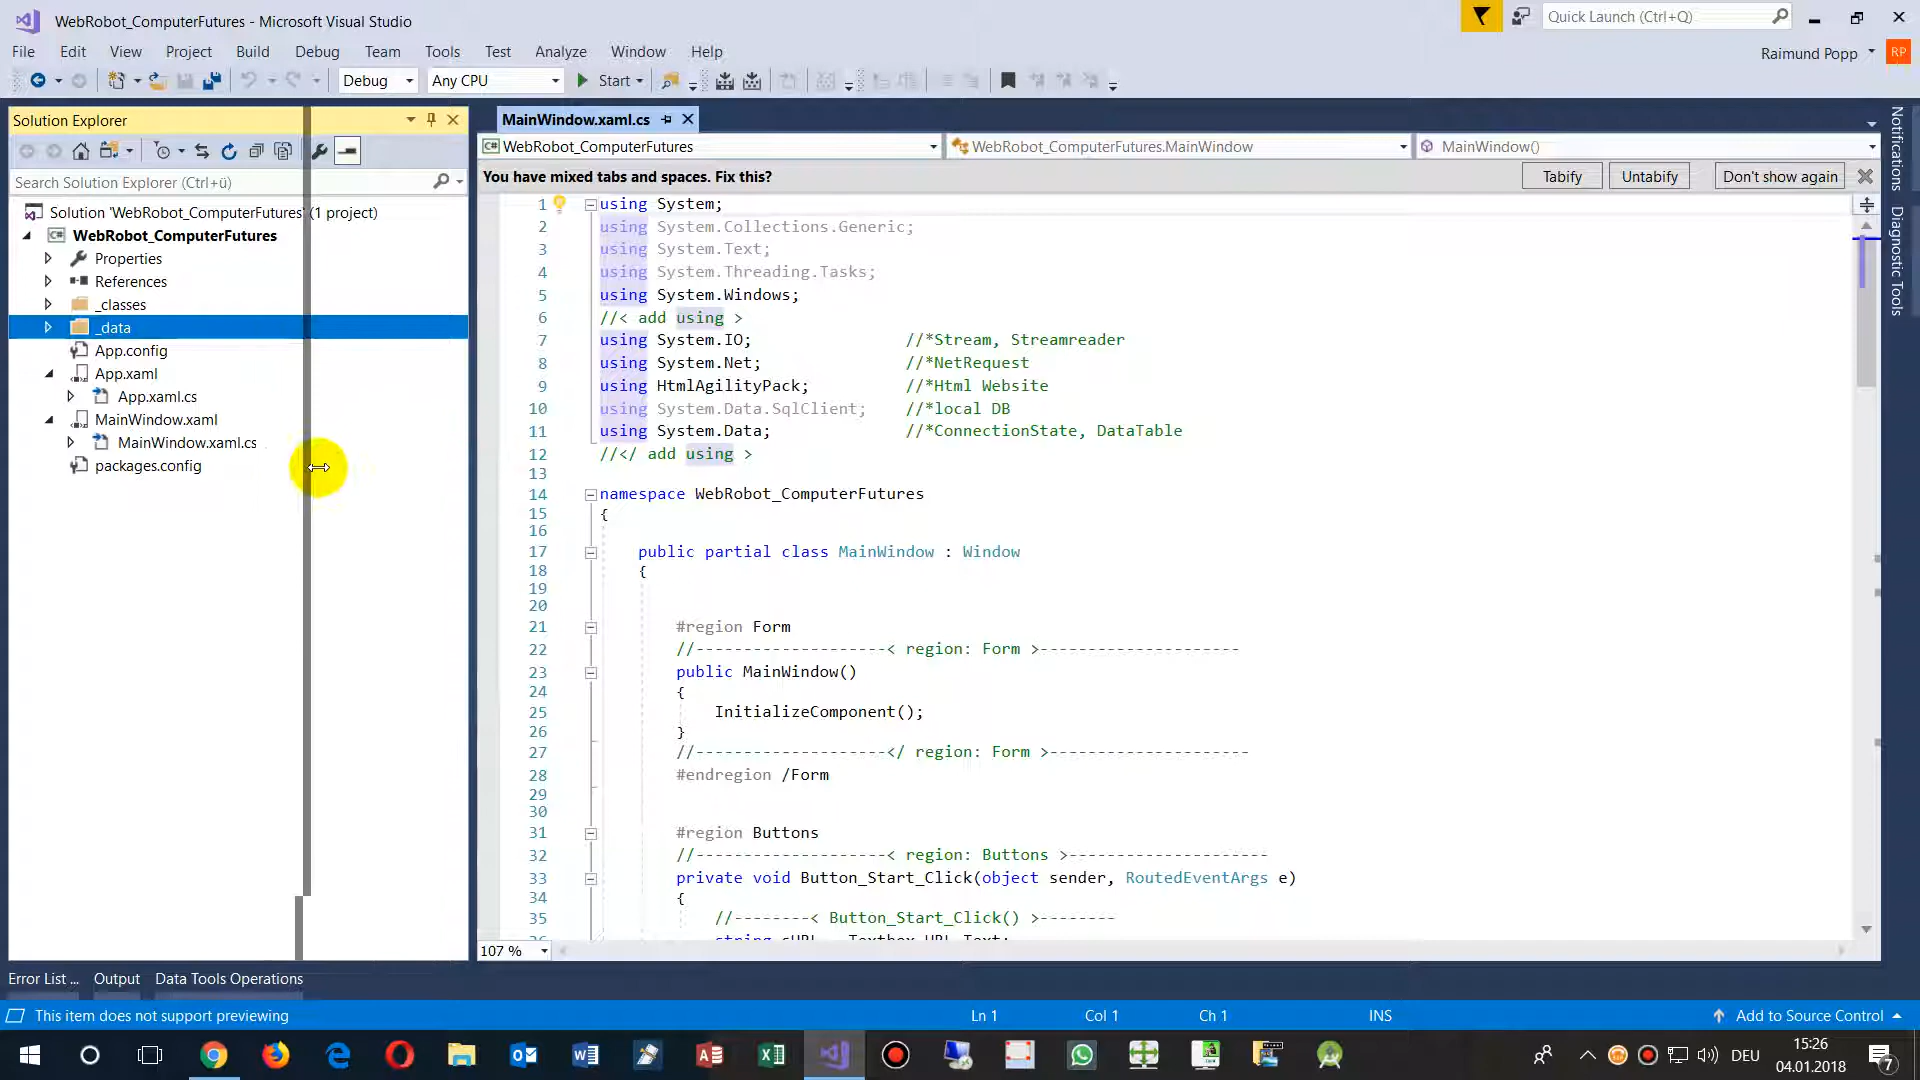 WebRobot_ComputerFutures - Microsoft Visual Studio
Quick Launch (Ctrl+Q)
File Edit View Project Build Debug Team Tools Test Analyze Window Help
Raimund Popp
RP
Debug
Any CPU
Start
Solution Explorer
MainWindow.xaml.cs
WebRobot_ComputerFutures
WebRobot_ComputerFutures.MainWindow
MainWindow()
Search Solution Explorer (Ctrl+ü)
You have mixed tabs and spaces. Fix this?
Tabify
Untabify
Don't show again
Solution 'WebRobot_ComputerFutures' (1 project)
WebRobot_ComputerFutures
Properties
References
_classes
_data
App.config
App.xaml
App.xaml.cs
MainWindow.xaml
MainWindow.xaml.cs
packages.config
1 using System;
2 using System.Collections.Generic;
3 using System.Text;
4 using System.Threading.Tasks;
5 using System.Windows;
6 //< add using >
7 using System.IO; //*Stream, Streamreader
8 using System.Net; //*NetRequest
9 using HtmlAgilityPack; //*Html Website
10 using System.Data.SqlClient; //*local DB
11 using System.Data; //*ConnectionState, DataTable
12 //</ add using >
13
14 namespace WebRobot_ComputerFutures
15 {
16
17 public partial class MainWindow : Window
18 {
19
20
21 #region Form
22 //--------------------< region: Form >---------------------
23 public MainWindow()
24 {
25 InitializeComponent();
26 }
27 //--------------------</ region: Form >---------------------
28 #endregion /Form
29
30
31 #region Buttons
32 //--------------------< region: Buttons >---------------------
33 private void Button_Start_Click(object sender, RoutedEventArgs e)
34 {
35 //--------< Button_Start_Click() >--------
107 %
Notifications
Diagnostic Tools
Error List ...
Output
Data Tools Operations
This item does not support previewing
Ln 1
Col 1
Ch 1
INS
Add to Source Control
DEU
15:26
04.01.2018
7